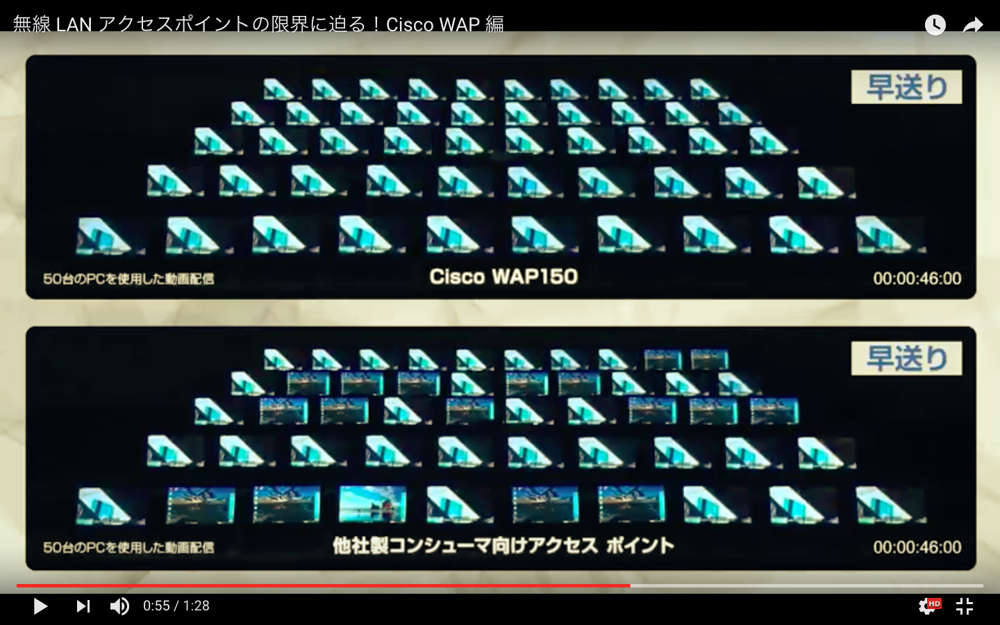 無線 LAN アクセスポイントの限界に迫る！Cisco WAP 編
早送り
50台のPCを使用した動画配信
Cisco WAP150
00:00:46:00
早送り
50台のPCを使用した動画配信
他社製コンシューマ向けアクセス ポイント
00:00:46:00
0:55 / 1:28
HD